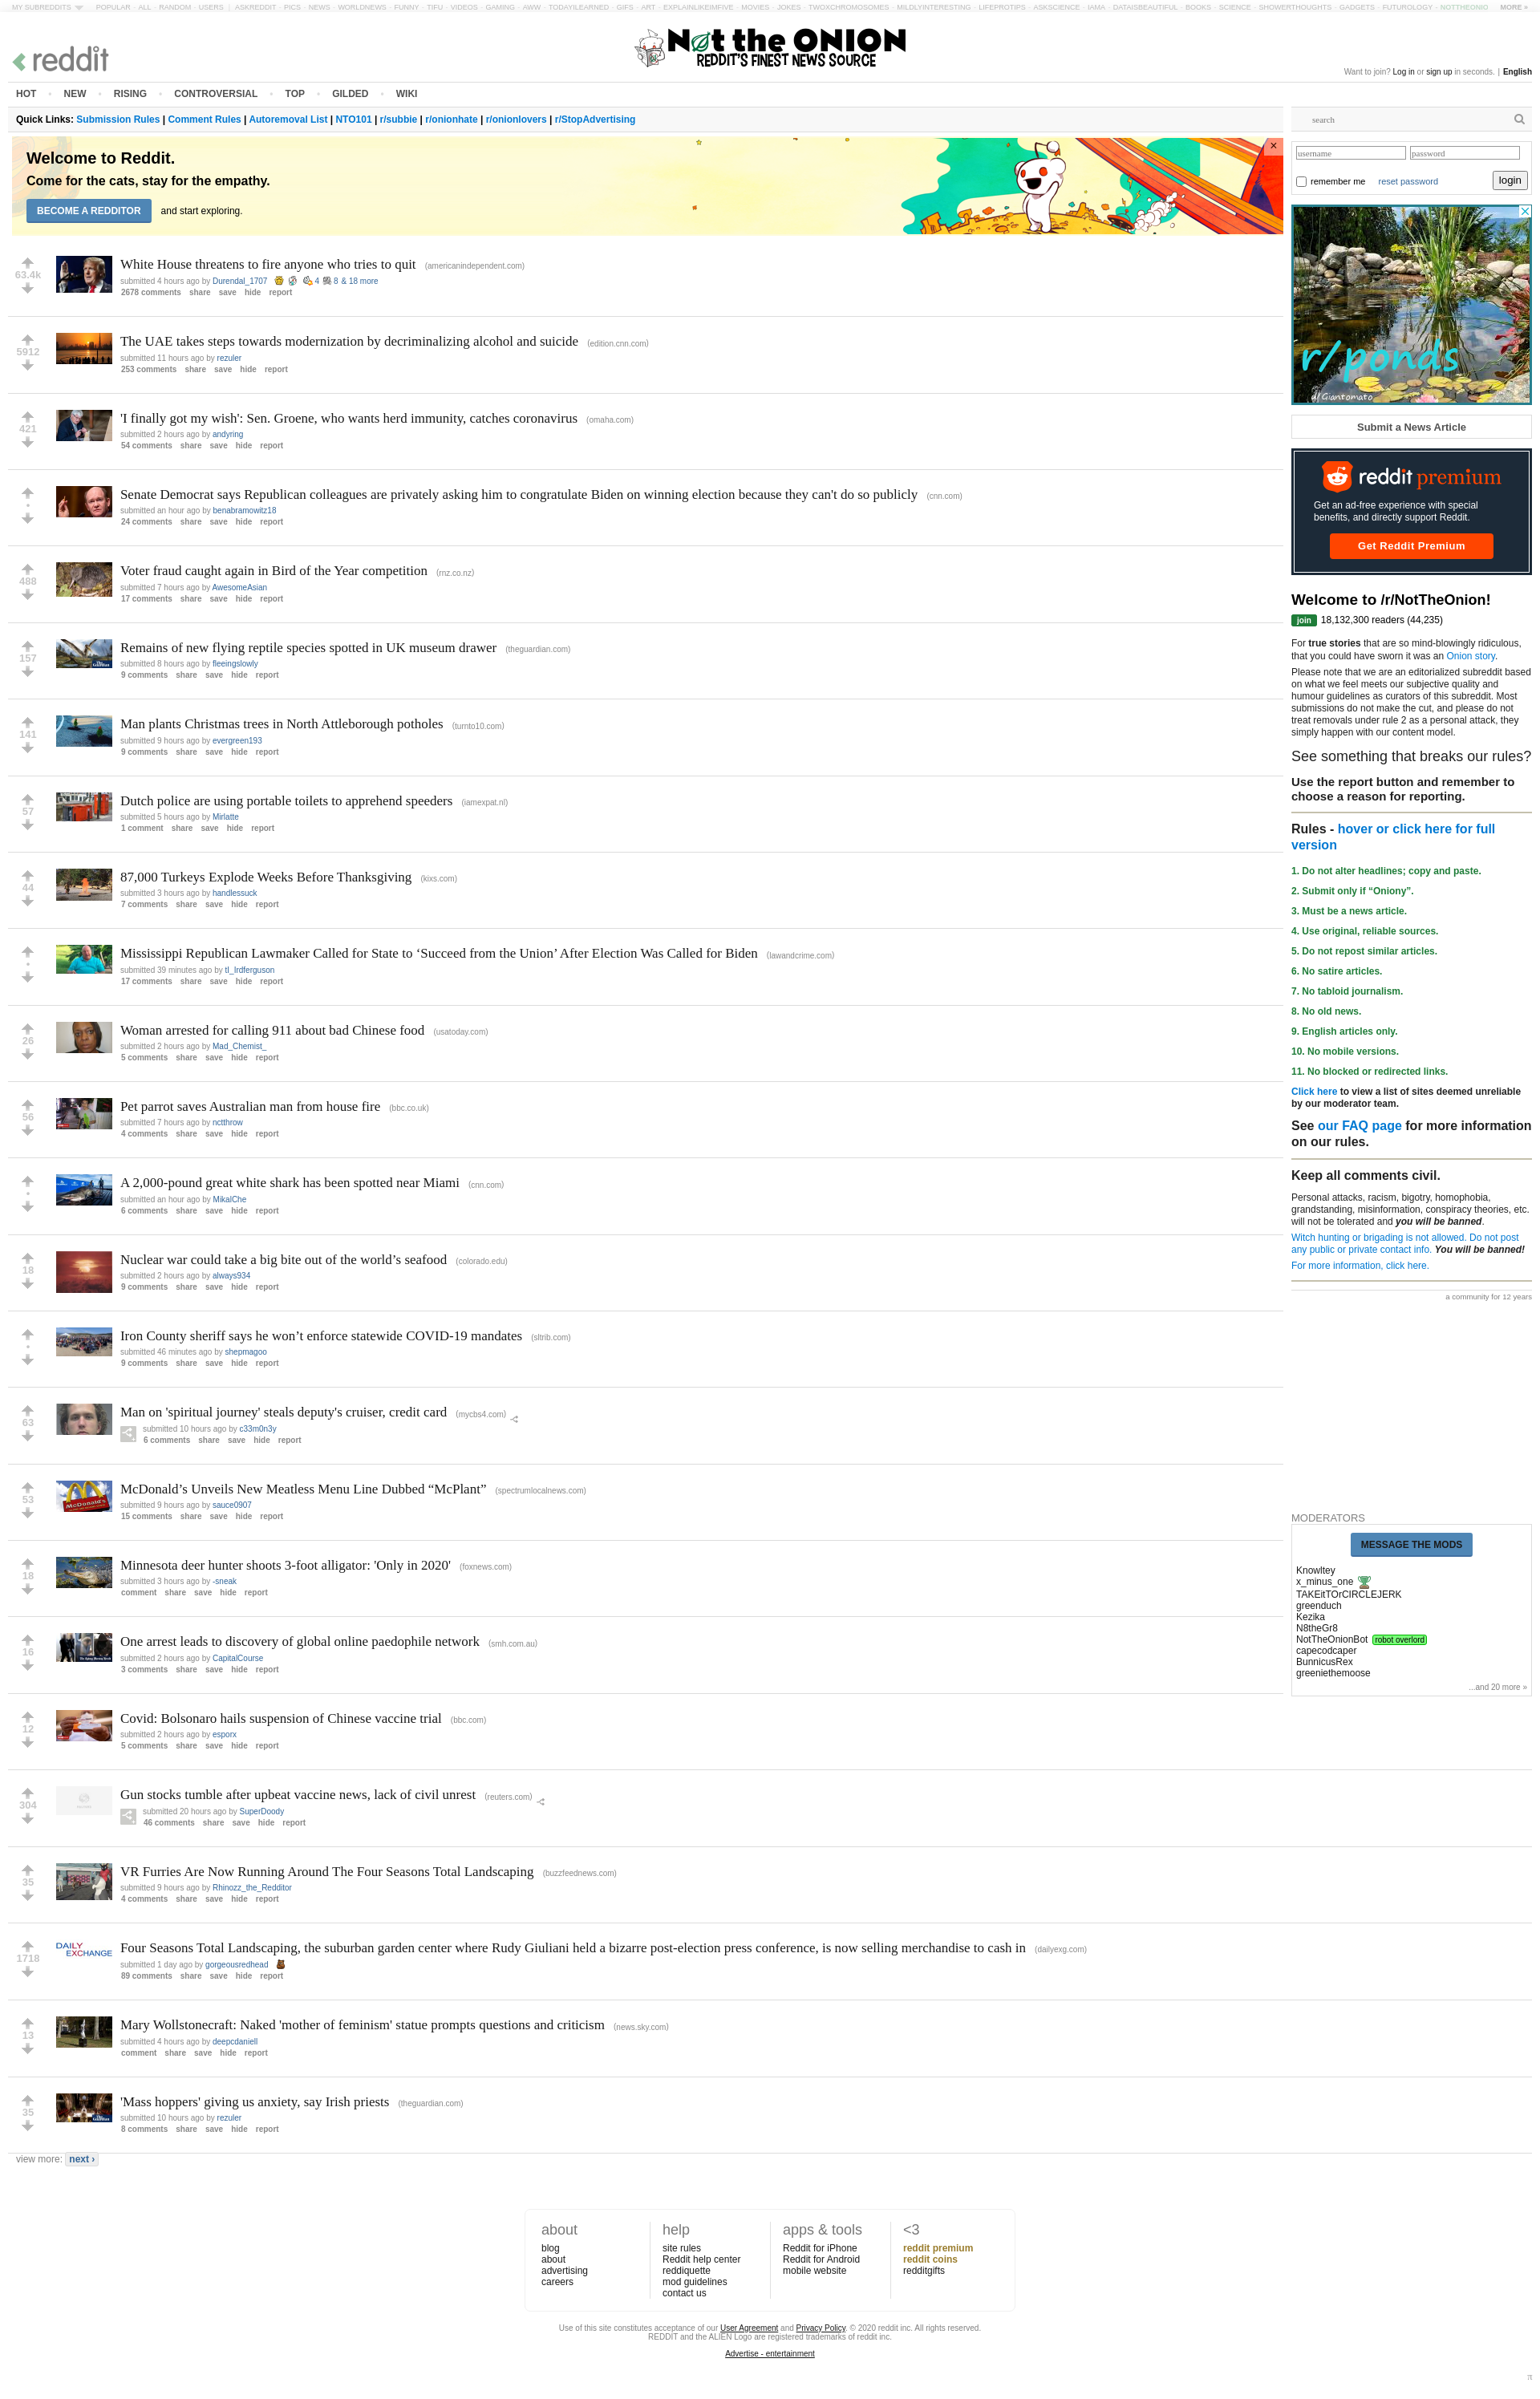 MY SUBREDDITS POPULAR - ALL - RANDOM - USERS | ASKREDDIT - PICS - NEWS - WORLDNEWS - FUNNY - TIFU - VIDEOS - GAMING - AWW - TODAYILEARNED - GIFS - ART - EXPLAINLIKEIMFIVE - MOVIES - JOKES - TWOXCHROMOSOMES - MILDLYINTERESTING - LIFEPROTIPS - ASKSCIENCE - IAMA - DATAISBEAUTIFUL - BOOKS - SCIENCE - SHOWERTHOUGHTS - GADGETS - FUTUROLOGY - NOTTHEONIO MORE »
reddit
Not the ONION
REDDIT'S FINEST NEWS SOURCE
Want to join? Log in or sign up in seconds. | English
HOT • NEW • RISING • CONTROVERSIAL • TOP • GILDED • WIKI
Quick Links: Submission Rules | Comment Rules | Autoremoval List | NTO101 | r/subbie | r/onionhate | r/onionlovers | r/StopAdvertising
Welcome to Reddit.
Come for the cats, stay for the empathy.
BECOME A REDDITOR and start exploring.
×
63.4k
White House threatens to fire anyone who tries to quit (americanindependent.com)
submitted 4 hours ago by Durendal_1707 4 8 & 18 more
2678 comments share save hide report
5912
The UAE takes steps towards modernization by decriminalizing alcohol and suicide (edition.cnn.com)
submitted 11 hours ago by rezuler
253 comments share save hide report
421
'I finally got my wish': Sen. Groene, who wants herd immunity, catches coronavirus (omaha.com)
submitted 2 hours ago by andyring
54 comments share save hide report
•
Senate Democrat says Republican colleagues are privately asking him to congratulate Biden on winning election because they can't do so publicly (cnn.com)
submitted an hour ago by benabramowitz18
24 comments share save hide report
488
Voter fraud caught again in Bird of the Year competition (rnz.co.nz)
submitted 7 hours ago by AwesomeAsian
17 comments share save hide report
157
Remains of new flying reptile species spotted in UK museum drawer (theguardian.com)
submitted 8 hours ago by fleeingslowly
9 comments share save hide report
141
Man plants Christmas trees in North Attleborough potholes (turnto10.com)
submitted 9 hours ago by evergreen193
9 comments share save hide report
57
Dutch police are using portable toilets to apprehend speeders (iamexpat.nl)
submitted 5 hours ago by Mirlatte
1 comment share save hide report
44
87,000 Turkeys Explode Weeks Before Thanksgiving (kixs.com)
submitted 3 hours ago by handlessuck
7 comments share save hide report
•
Mississippi Republican Lawmaker Called for State to ‘Succeed from the Union’ After Election Was Called for Biden (lawandcrime.com)
submitted 39 minutes ago by tl_lrdferguson
17 comments share save hide report
26
Woman arrested for calling 911 about bad Chinese food (usatoday.com)
submitted 2 hours ago by Mad_Chemist_
5 comments share save hide report
56
Pet parrot saves Australian man from house fire (bbc.co.uk)
submitted 7 hours ago by nctthrow
4 comments share save hide report
•
A 2,000-pound great white shark has been spotted near Miami (cnn.com)
submitted an hour ago by MikalChe
6 comments share save hide report
18
Nuclear war could take a big bite out of the world’s seafood (colorado.edu)
submitted 2 hours ago by always934
9 comments share save hide report
•
Iron County sheriff says he won’t enforce statewide COVID-19 mandates (sltrib.com)
submitted 46 minutes ago by shepmagoo
9 comments share save hide report
63
Man on 'spiritual journey' steals deputy's cruiser, credit card (mycbs4.com)
submitted 10 hours ago by c33m0n3y
6 comments share save hide report
53
McDonald’s Unveils New Meatless Menu Line Dubbed “McPlant” (spectrumlocalnews.com)
submitted 9 hours ago by sauce0907
15 comments share save hide report
18
Minnesota deer hunter shoots 3-foot alligator: 'Only in 2020' (foxnews.com)
submitted 3 hours ago by -sneak
comment share save hide report
16
One arrest leads to discovery of global online paedophile network (smh.com.au)
submitted 2 hours ago by CapitalCourse
3 comments share save hide report
12
Covid: Bolsonaro hails suspension of Chinese vaccine trial (bbc.com)
submitted 2 hours ago by esporx
5 comments share save hide report
304
Gun stocks tumble after upbeat vaccine news, lack of civil unrest (reuters.com)
submitted 20 hours ago by SuperDoody
46 comments share save hide report
35
VR Furries Are Now Running Around The Four Seasons Total Landscaping (buzzfeednews.com)
submitted 9 hours ago by Rhinozz_the_Redditor
4 comments share save hide report
1718
DAILY EXCHANGE
Four Seasons Total Landscaping, the suburban garden center where Rudy Giuliani held a bizarre post-election press conference, is now selling merchandise to cash in (dailyexg.com)
submitted 1 day ago by gorgeousredhead
89 comments share save hide report
13
Mary Wollstonecraft: Naked 'mother of feminism' statue prompts questions and criticism (news.sky.com)
submitted 4 hours ago by deepcdaniell
comment share save hide report
35
'Mass hoppers' giving us anxiety, say Irish priests (theguardian.com)
submitted 10 hours ago by rezuler
8 comments share save hide report
view more: next ›
search
username password
remember me reset password login
r/ponds
d/Giantomato
Submit a News Article
reddit premium
Get an ad-free experience with special
benefits, and directly support Reddit.
Get Reddit Premium
Welcome to /r/NotTheOnion!
join 18,132,300 readers (44,235)
For true stories that are so mind-blowingly ridiculous,
that you could have sworn it was an Onion story.
Please note that we are an editorialized subreddit based
on what we feel meets our subjective quality and
humour guidelines as curators of this subreddit. Most
submissions do not make the cut, and please do not
treat removals under rule 2 as a personal attack, they
simply happen with our content model.
See something that breaks our rules?
Use the report button and remember to
choose a reason for reporting.
Rules - hover or click here for full
version
1. Do not alter headlines; copy and paste.
2. Submit only if “Oniony”.
3. Must be a news article.
4. Use original, reliable sources.
5. Do not repost similar articles.
6. No satire articles.
7. No tabloid journalism.
8. No old news.
9. English articles only.
10. No mobile versions.
11. No blocked or redirected links.
Click here to view a list of sites deemed unreliable
by our moderator team.
See our FAQ page for more information
on our rules.
Keep all comments civil.
Personal attacks, racism, bigotry, homophobia,
grandstanding, misinformation, conspiracy theories, etc.
will not be tolerated and you will be banned.
Witch hunting or brigading is not allowed. Do not post
any public or private contact info. You will be banned!
For more information, click here.
a community for 12 years
MODERATORS
MESSAGE THE MODS
Knowltey
x_minus_one
TAKEitTOrCIRCLEJERK
greenduch
Kezika
N8theGr8
NotTheOnionBot robot overlord
capecodcaper
BunnicusRex
greeniethemoose
...and 20 more »
about
blog
about
advertising
careers
help
site rules
Reddit help center
reddiquette
mod guidelines
contact us
apps & tools
Reddit for iPhone
Reddit for Android
mobile website
<3
reddit premium
reddit coins
redditgifts
Use of this site constitutes acceptance of our User Agreement and Privacy Policy. © 2020 reddit inc. All rights reserved.
REDDIT and the ALIEN Logo are registered trademarks of reddit inc.
Advertise - entertainment
π